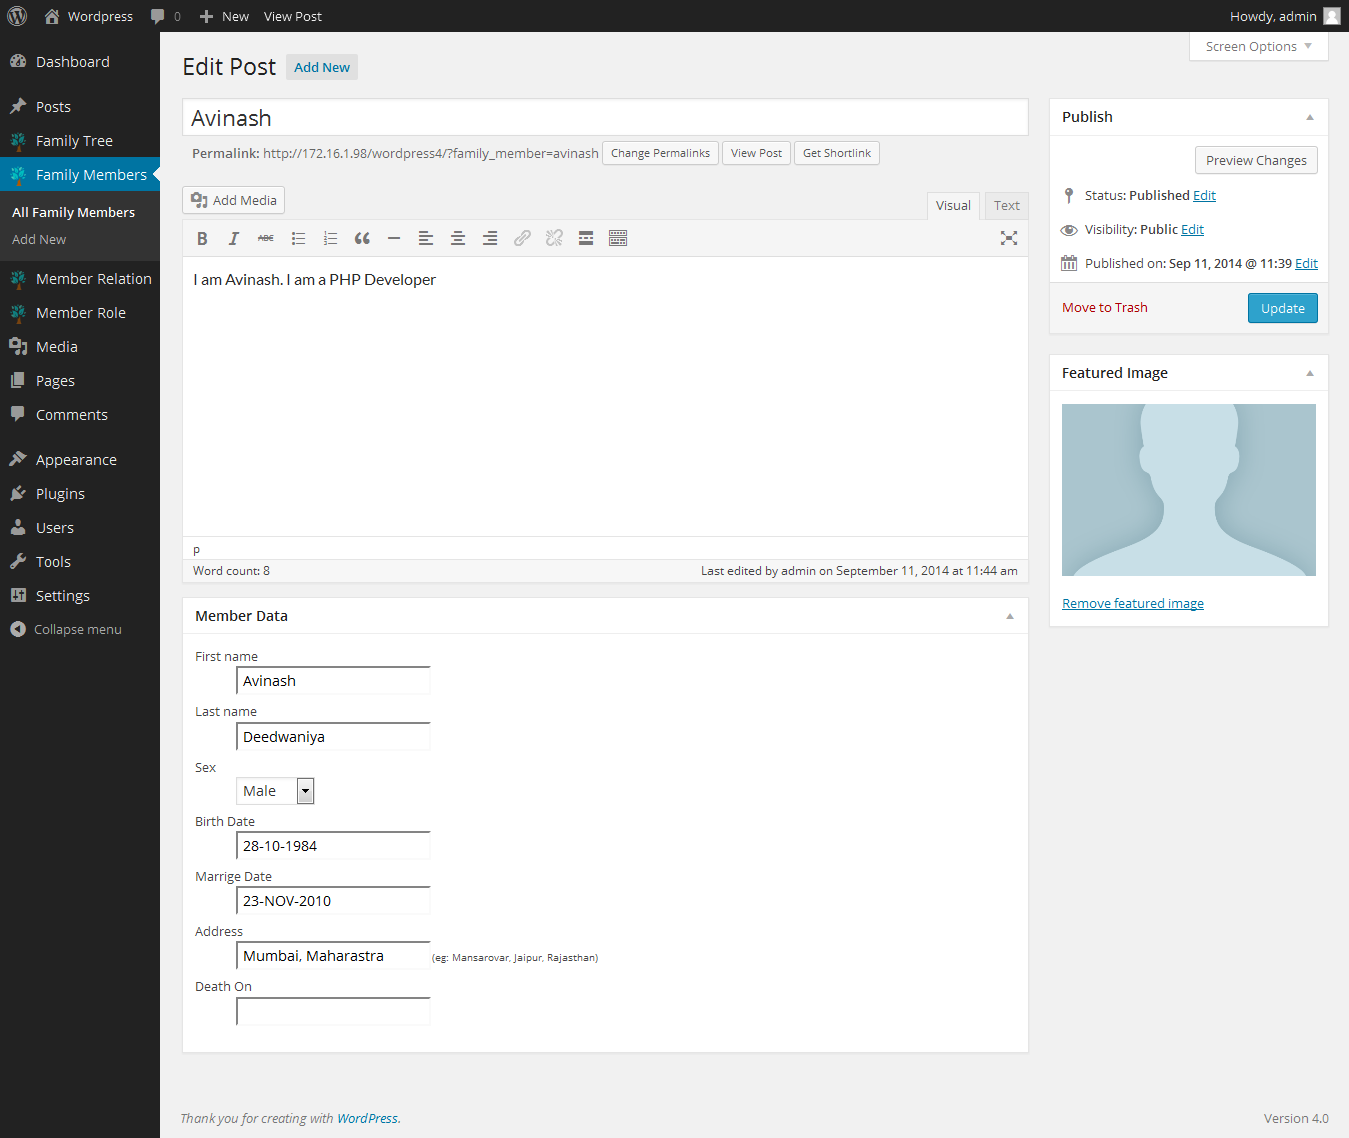 Wordpress 0 New View Post Howdy, admin
Screen Options
Dashboard
Posts
Family Tree
Family Members
All Family Members
Add New
Member Relation
Member Role
Media
Pages
Comments
Appearance
Plugins
Users
Tools
Settings
Collapse menu
Edit Post Add New
Avinash
Permalink: http://172.16.1.98/wordpress4/?family_member=avinash Change Permalinks View Post Get Shortlink
Add Media
Visual Text
B I ABC
I am Avinash. I am a PHP Developer
p
Word count: 8 Last edited by admin on September 11, 2014 at 11:44 am
Member Data
First name
Avinash
Last name
Deedwaniya
Sex
Male
Birth Date
28-10-1984
Marrige Date
23-NOV-2010
Address
Mumbai, Maharastra (eg: Mansarovar, Jaipur, Rajasthan)
Death On
Publish
Preview Changes
Status: Published Edit
Visibility: Public Edit
Published on: Sep 11, 2014 @ 11:39 Edit
Move to Trash Update
Featured Image
Remove featured image
Thank you for creating with WordPress. Version 4.0